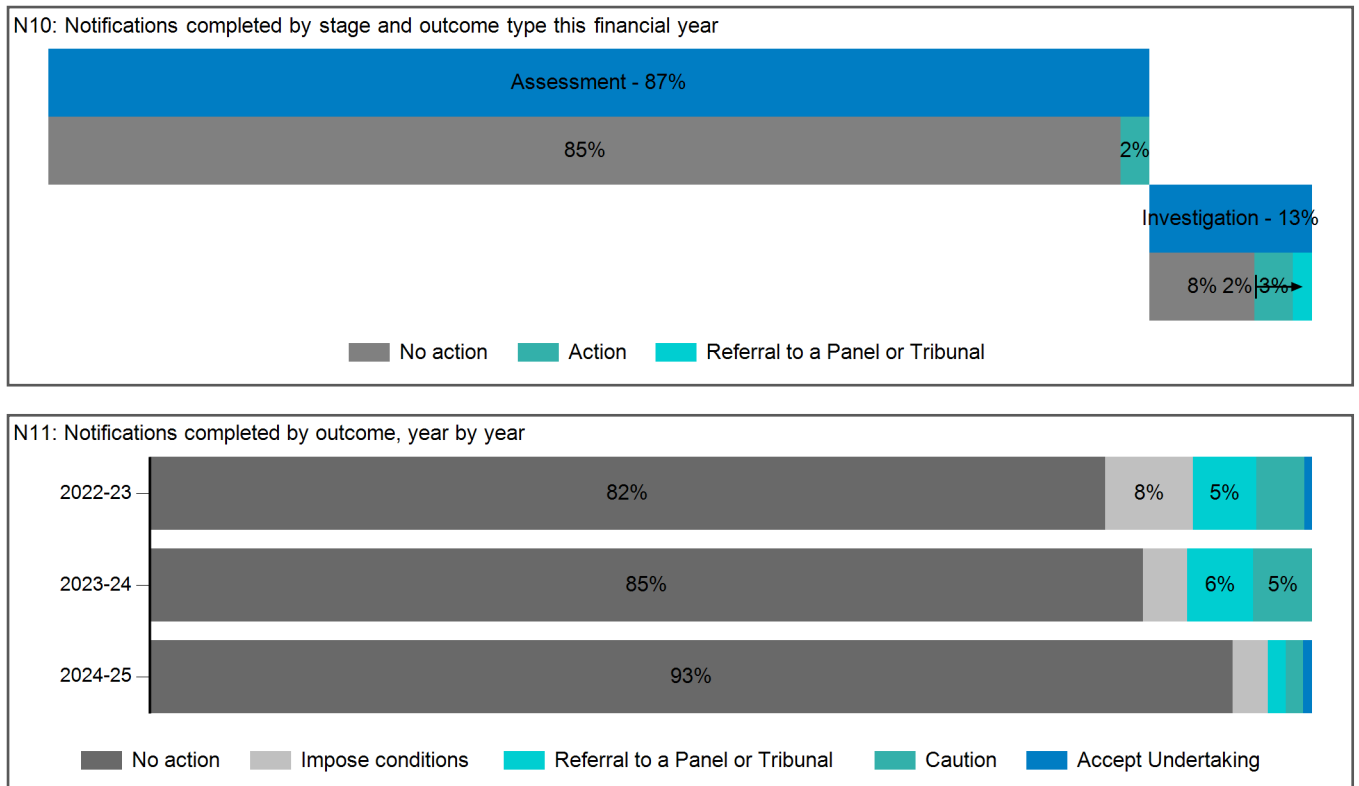 N10: Notifications completed by stage and outcome type this financial year
Assessment - 87%
85% 2%
Investigation - 13%
8% 2% 3%
No action Action Referral to a Panel or Tribunal
N11: Notifications completed by outcome, year by year
2022-23 82% 8% 5%
2023-24 85% 6% 5%
2024-25 93%
No action Impose conditions Referral to a Panel or Tribunal Caution Accept Undertaking